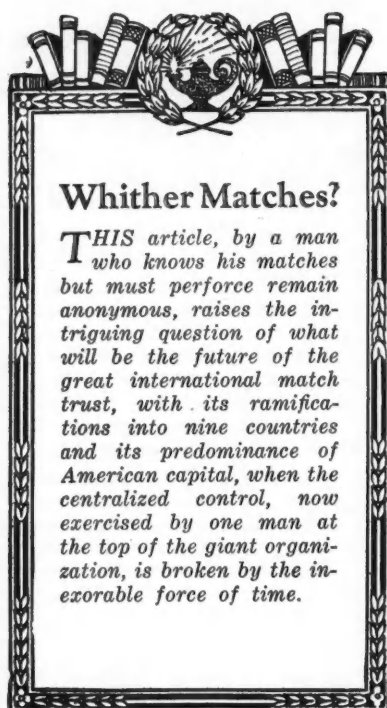 Whither Matches?
THIS article, by a man
who knows his matches
but must perforce remain
anonymous, raises the in-
triguing question of what
will be the future of the
great international match
trust, with its ramifica-
tions into nine countries
and its predominance of
American capital, when the
centralized control, now
exercised by one man at
the top of the giant organi-
zation, is broken by the in-
exorable force of time.